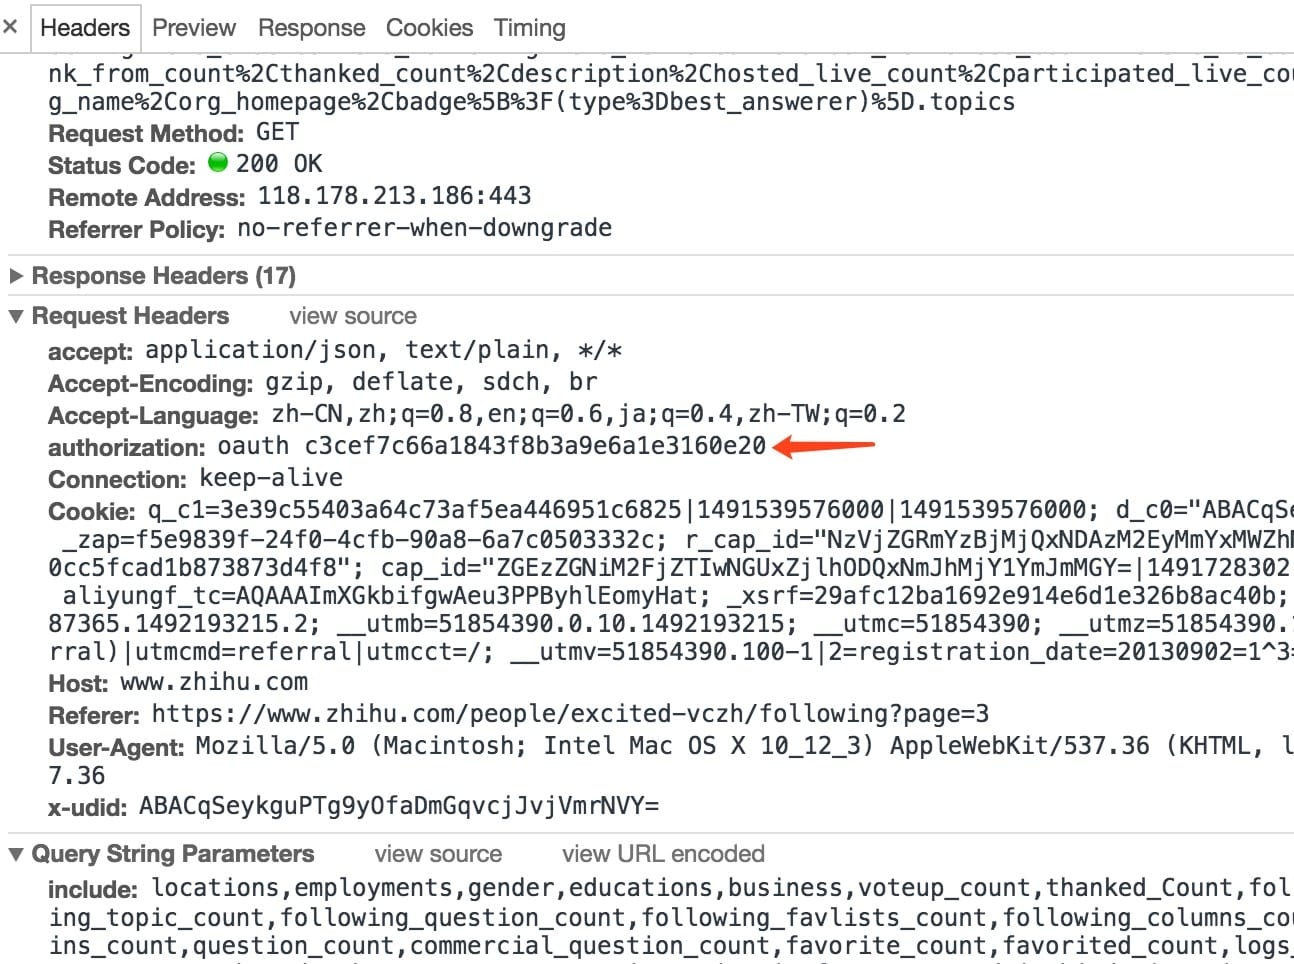 × Headers Preview Response Cookies Timing
nk_from_count%2Cthanked_count%2Cdescription%2Chosted_live_count%2Cparticipated_live_cou
g_name%2Corg_homepage%2Cbadge%5B%3F(type%3Dbest_answerer)%5D.topics
Request Method: GET
Status Code: 200 OK
Remote Address: 118.178.213.186:443
Referrer Policy: no-referrer-when-downgrade
▶ Response Headers (17)
▼ Request Headers view source
accept: application/json, text/plain, */*
Accept-Encoding: gzip, deflate, sdch, br
Accept-Language: zh-CN,zh;q=0.8,en;q=0.6,ja;q=0.4,zh-TW;q=0.2
authorization: oauth c3cef7c66a1843f8b3a9e6a1e3160e20
Connection: keep-alive
Cookie: q_c1=3e39c55403a64c73af5ea446951c6825|1491539576000|1491539576000; d_c0="ABACqSe
_zap=f5e9839f-24f0-4cfb-90a8-6a7c0503332c; r_cap_id="NzVjZGRmYzBjMjQxNDAzM2EyMmYxMWZhM
0cc5fcad1b873873d4f8"; cap_id="ZGEzZGNiM2FjZTIwNGUxZjlhODQxNmJhMjY1YmJmMGY=|1491728302
aliyungf_tc=AQAAAImXGkbifgwAeu3PPByhlEomyHat; _xsrf=29afc12ba1692e914e6d1e326b8ac40b;
87365.1492193215.2; __utmb=51854390.0.10.1492193215; __utmc=51854390; __utmz=51854390.1
rral)|utmcmd=referral|utmcct=/; __utmv=51854390.100-1|2=registration_date=20130902=1^3=
Host: www.zhihu.com
Referer: https://www.zhihu.com/people/excited-vczh/following?page=3
User-Agent: Mozilla/5.0 (Macintosh; Intel Mac OS X 10_12_3) AppleWebKit/537.36 (KHTML, l
7.36
x-udid: ABACqSeykguPTg9yOfaDmGqvcjJvjVmrNVY=
▼ Query String Parameters view source view URL encoded
include: locations,employments,gender,educations,business,voteup_count,thanked_Count,fol
ing_topic_count,following_question_count,following_favlists_count,following_columns_cou
ins_count,question_count,commercial_question_count,favorite_count,favorited_count,logs_